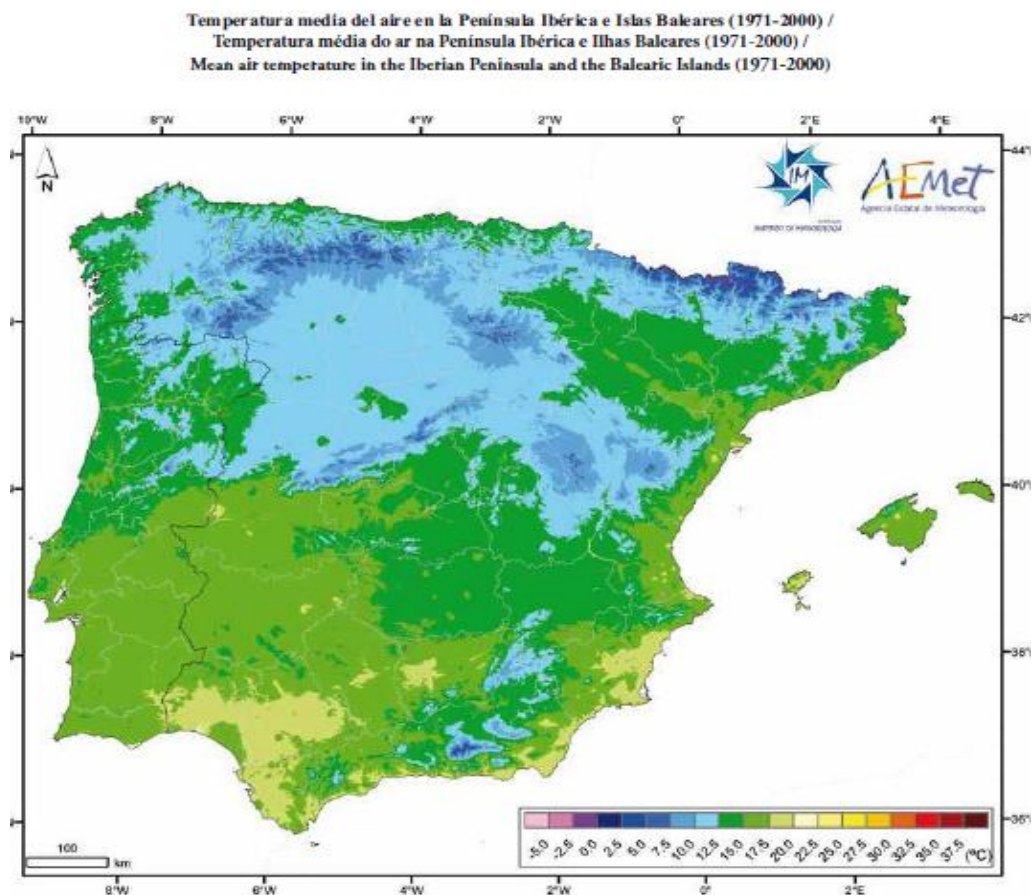 Temperatura media del aire en la Península Ibérica e Islas Baleares (1971-2000) /
Temperatura média do ar na Península Ibérica e Ilhas Baleares (1971-2000) /
Mean air temperature in the Iberian Peninsula and the Balearic Islands (1971-2000)
10°W 8°W 6°W 4°W 2°W 0° 2°E 4°E
44°
N
IM
AEMet
Agencia Estatal de Meteorología
42°
40°
38°
36°
100
km
-5.0 -2.5 0.0 2.5 5.0 7.5 10.0 12.5 15.0 17.5 20.0 22.5 25.0 27.5 30.0 32.5 35.0 37.5 (°C)
8°W 6°W 4°W 2°W 0° 2°E